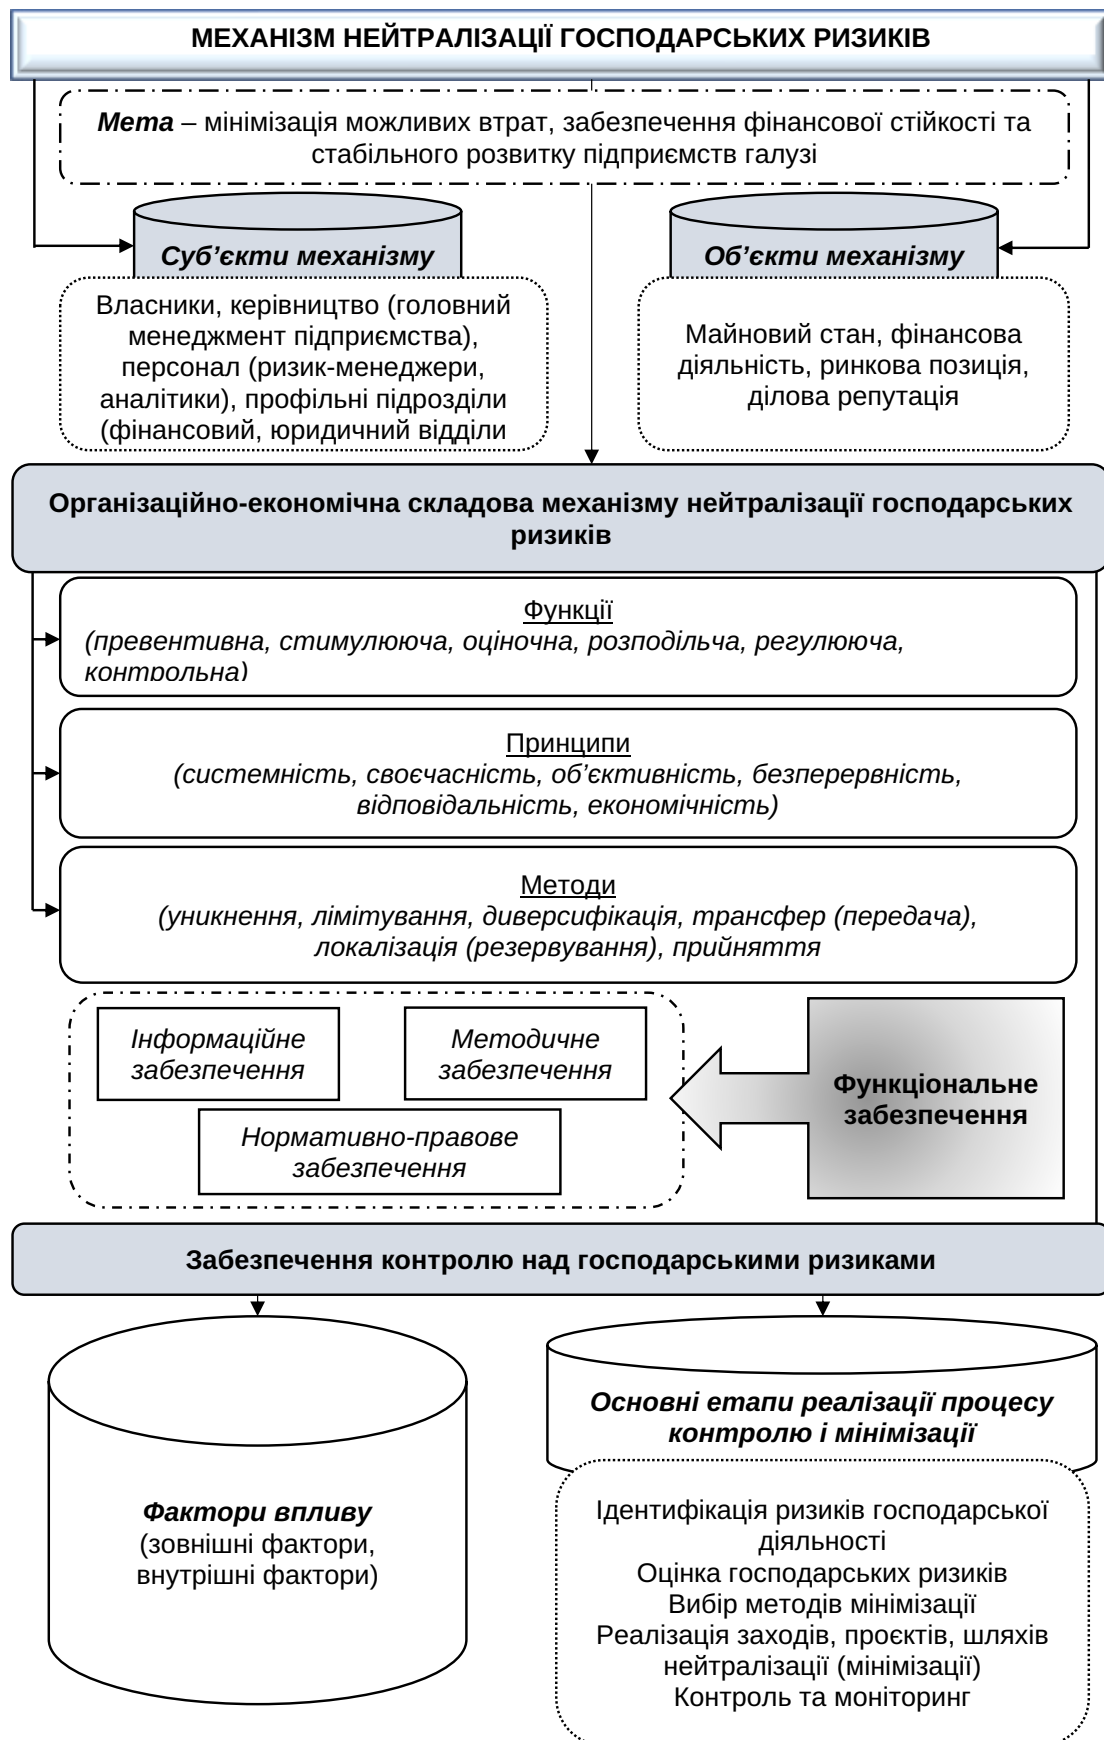 МЕХАНІЗМ НЕЙТРАЛІЗАЦІЇ ГОСПОДАРСЬКИХ РИЗИКІВ
Мета – мінімізація можливих втрат, забезпечення фінансової стійкості та
стабільного розвитку підприємств галузі
Суб’єкти механізму
Власники, керівництво (головний
менеджмент підприємства),
персонал (ризик-менеджери,
аналітики), профільні підрозділи
(фінансовий, юридичний відділи
Об’єкти механізму
Майновий стан, фінансова
діяльність, ринкова позиція,
ділова репутація
Організаційно-економічна складова механізму нейтралізації господарських
ризиків
Функції
(превентивна, стимулююча, оціночна, розподільча, регулююча,
контрольна)
Принципи
(системність, своєчасність, об’єктивність, безперервність,
відповідальність, економічність)
Методи
(уникнення, лімітування, диверсифікація, трансфер (передача),
локалізація (резервування), прийняття
Інформаційне
забезпечення
Методичне
забезпечення
Нормативно-правове
забезпечення
Функціональне
забезпечення
Забезпечення контролю над господарськими ризиками
Фактори впливу
(зовнішні фактори,
внутрішні фактори)
Основні етапи реалізації процесу
контролю і мінімізації
Ідентифікація ризиків господарської
діяльності
Оцінка господарських ризиків
Вибір методів мінімізації
Реалізація заходів, проєктів, шляхів
нейтралізації (мінімізації)
Контроль та моніторинг